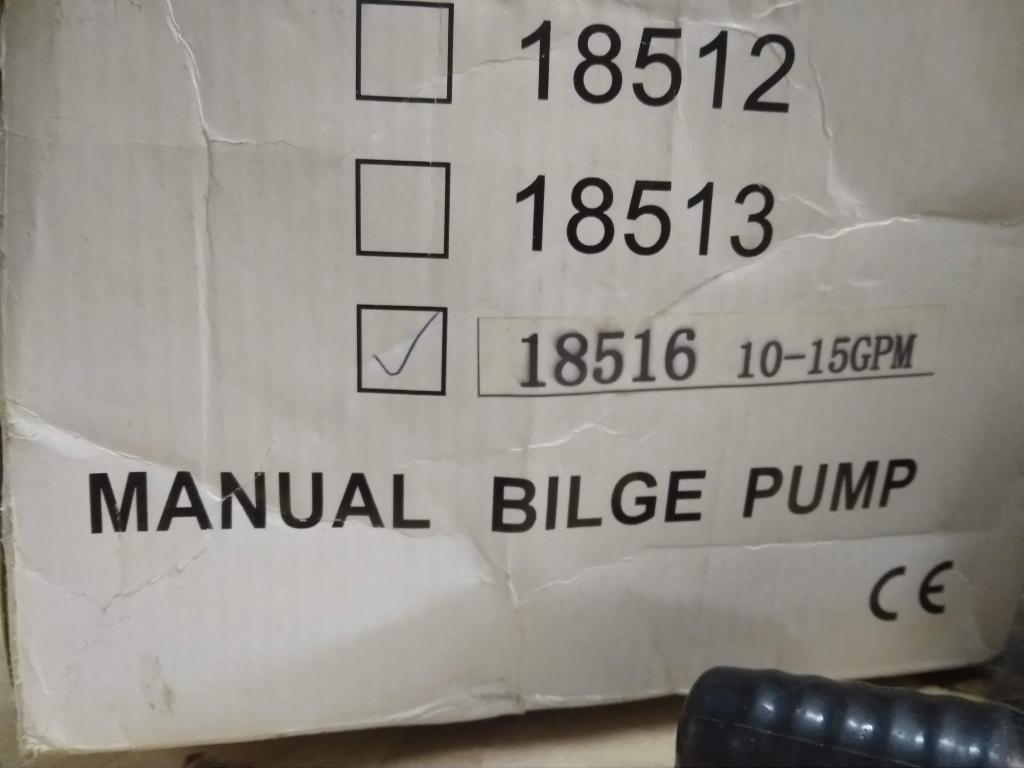 18512
18513
18516 10-15GPM
MANUAL BILGE PUMP
CE